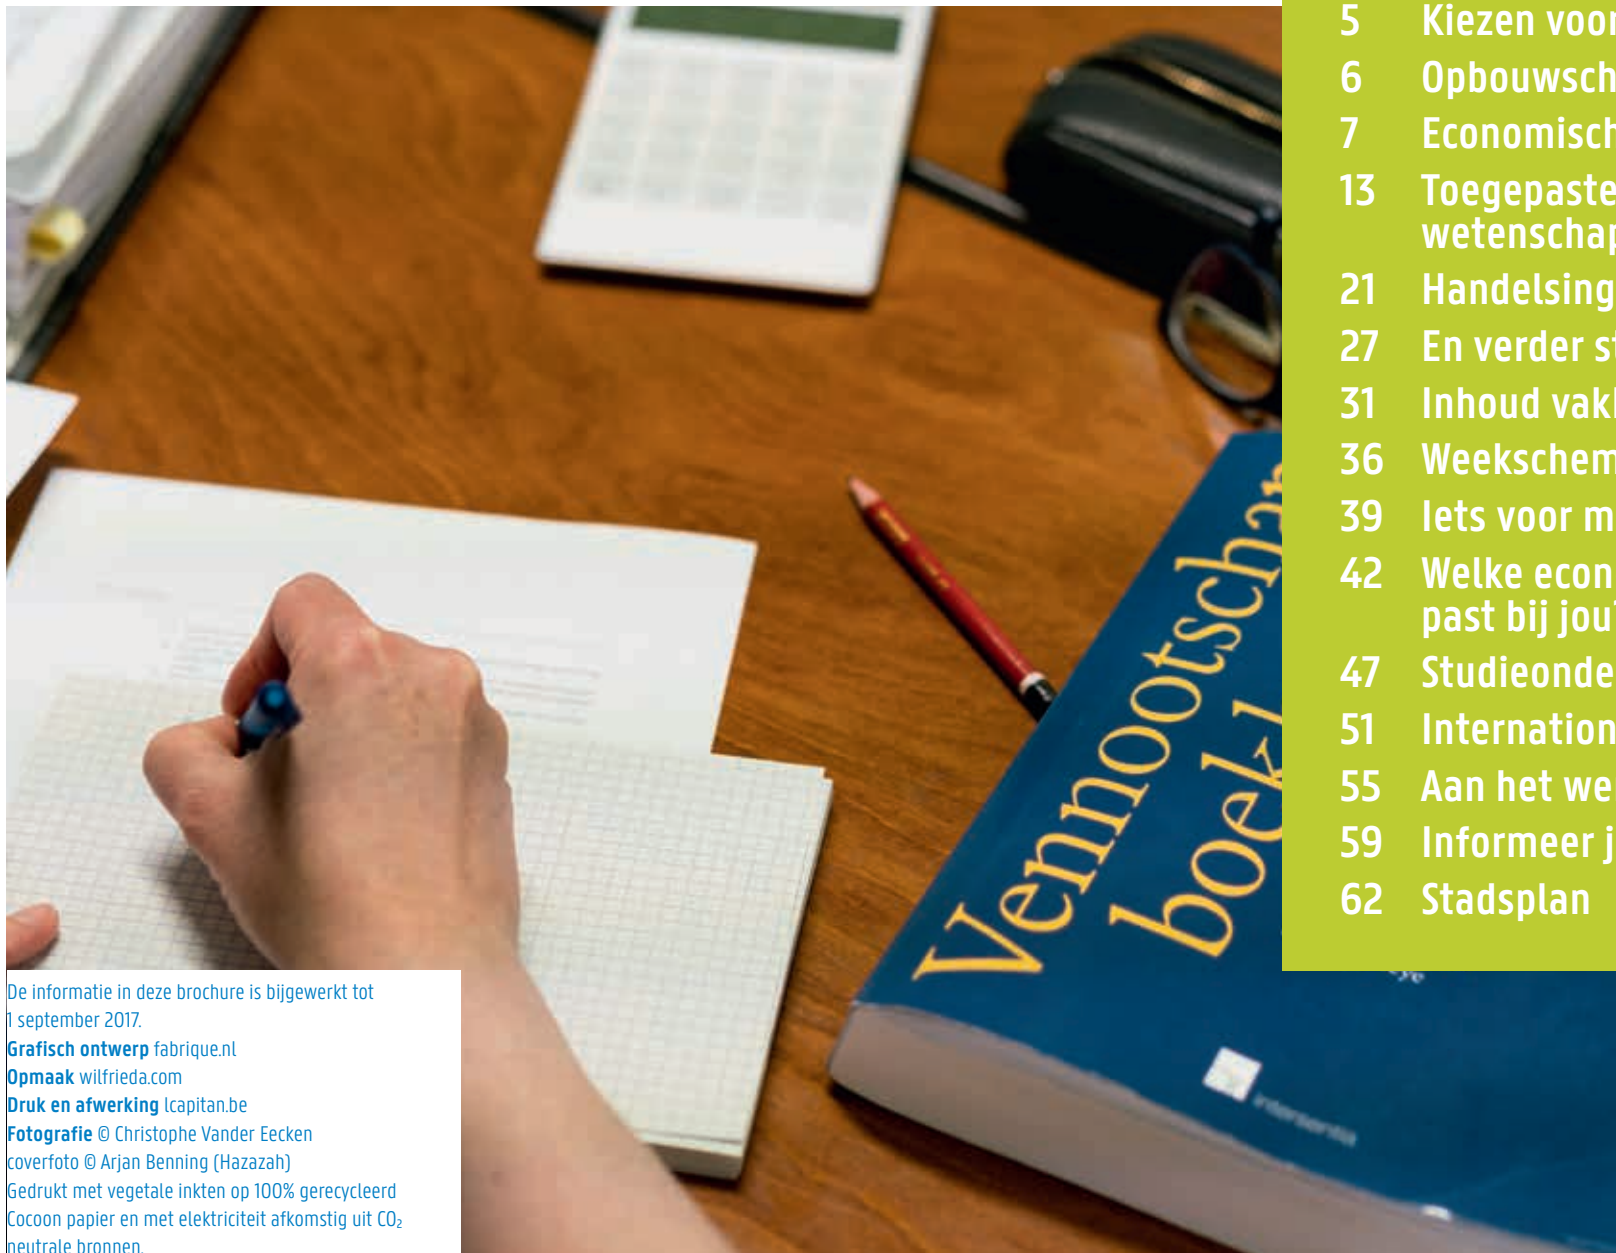 5 Kiezen voor
6 Opbouwsch
7 Economisch
13 Toegepaste
wetenschap
21 Handelsing
27 En verder st
31 Inhoud vak
36 Weekschem
39 Iets voor m
42 Welke econ
past bij jou?
47 Studieonde
51 Internation
55 Aan het we
59 Informeer j
62 Stadsplan
Vennootschap
boek
intersentia
De informatie in deze brochure is bijgewerkt tot
1 september 2017.
Grafisch ontwerp fabrique.nl
Opmaak wilfrieda.com
Druk en afwerking lcapitan.be
Fotografie © Christophe Vander Eecken
coverfoto © Arjan Benning (Hazazah)
Gedrukt met vegetale inkten op 100% gerecycleerd
Cocoon papier en met elektriciteit afkomstig uit CO₂
neutrale bronnen.